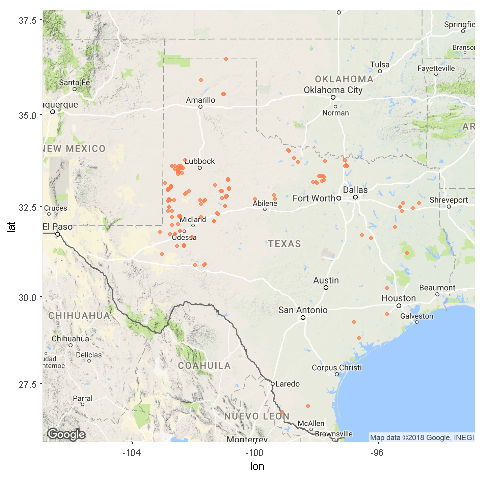 37.5
35.0
32.5
30.0
27.5
lat
Springfie
Branson
Tulsa
Fayetteville
Santa Fe
OKLAHOMA
Oklahoma City
Amarillo
uquerque
Norman
AR
NEW MEXICO
Lubbock
Dallas
Fort Worth
Abilene
Shreveport
Cruces
Midland
El Paso
Odessa
TEXAS
Austin
Beaumont
Houston
San Antonio
Galveston
CHIHUAHUA
Chihuahua
udad
temoc
Delicias
COAHUILA
Corpus Christi
Laredo
Parral
NUEVO LEON
McAllen
Brownsville
Monterrey
Google
Map data ©2018 Google, INEGI
-104
-100
-96
lon